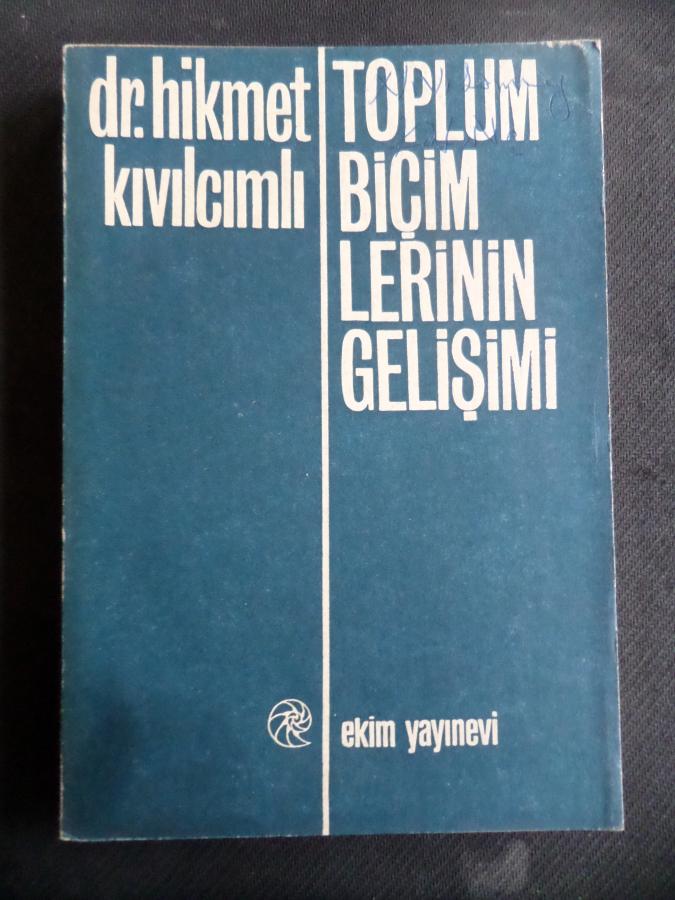 dr. hikmet
kıvılcımlı
TOPLUM
BİÇİM
LERİNİN
GELİŞİMİ
ekim yayınevi